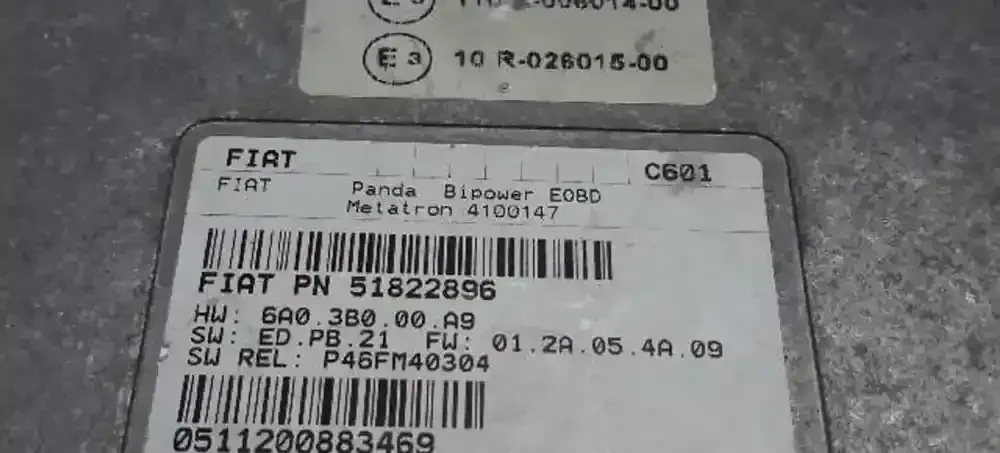 E 3 10 R-026015-00
FIAT C601
FIAT Panda Bipower EOBD
Metatron 4100147
FIAT PN 51822896
HW: 6A0.3B0.00.A9
SW: ED.PB.21 FW: 01.2A.05.4A.09
SW REL: P46FM40304
0511200883469